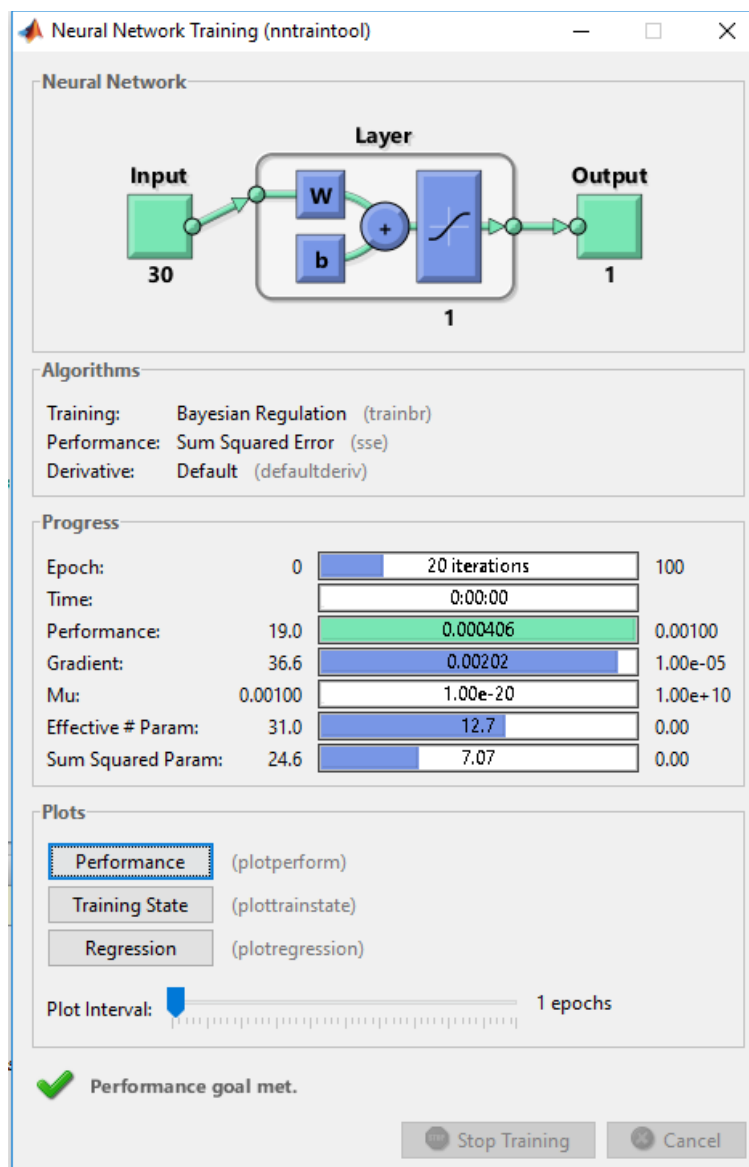 Neural Network Training (nntraintool)
Neural Network
Layer
Input
Output
W
b
+
30
1
1
Algorithms
Training: Bayesian Regulation (trainbr)
Performance: Sum Squared Error (sse)
Derivative: Default (defaultderiv)
Progress
Epoch: 0 20 iterations 100
Time: 0:00:00
Performance: 19.0 0.000406 0.00100
Gradient: 36.6 0.00202 1.00e-05
Mu: 0.00100 1.00e-20 1.00e+10
Effective # Param: 31.0 12.7 0.00
Sum Squared Param: 24.6 7.07 0.00
Plots
Performance (plotperform)
Training State (plottrainstate)
Regression (plotregression)
Plot Interval: 1 epochs
Performance goal met.
Stop Training Cancel